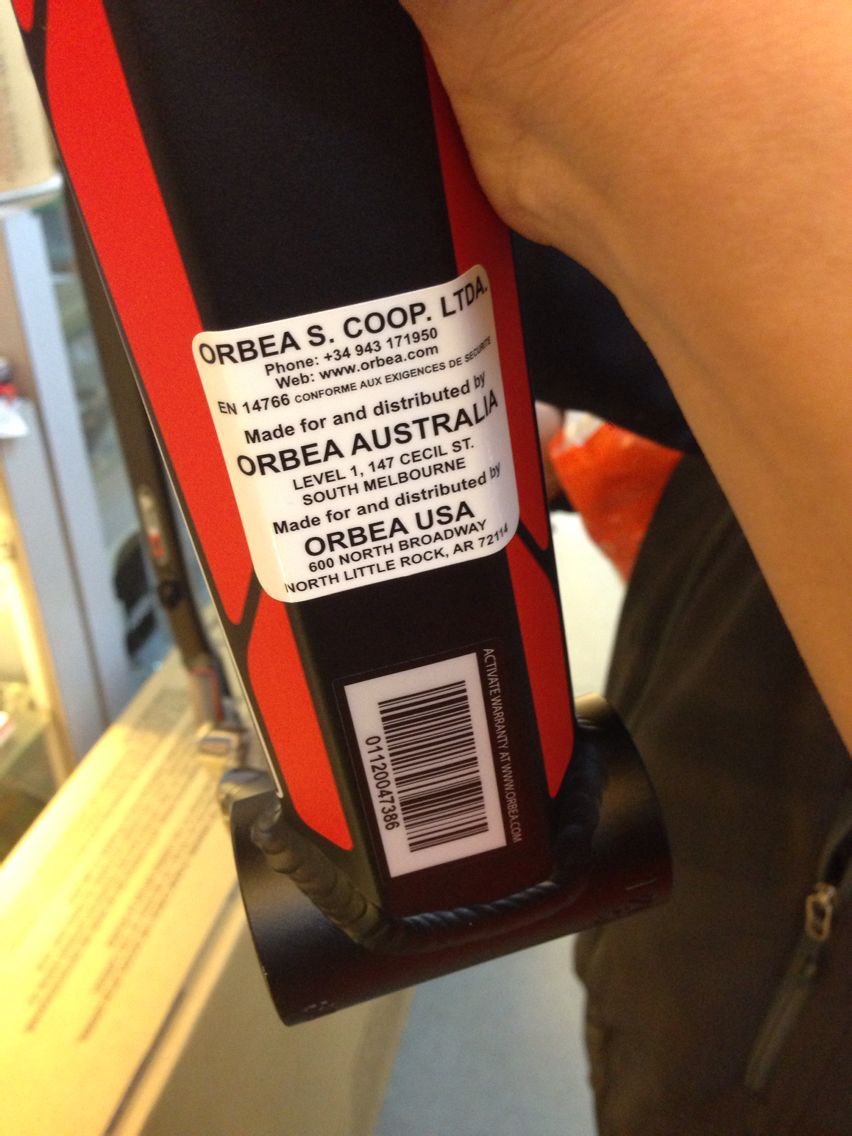 ORBEA S. COOP. LTDA.
Phone: +34 943 171950
Web: www.orbea.com
EN 14766 CONFORME AUX EXIGENCES DE SECURITE
Made for and distributed by
ORBEA AUSTRALIA
LEVEL 1, 147 CECIL ST.
SOUTH MELBOURNE
Made for and distributed by
ORBEA USA
600 NORTH BROADWAY
NORTH LITTLE ROCK, AR 72114
ACTIVATE WARRANTY AT WWW.ORBEA.COM
01120047386